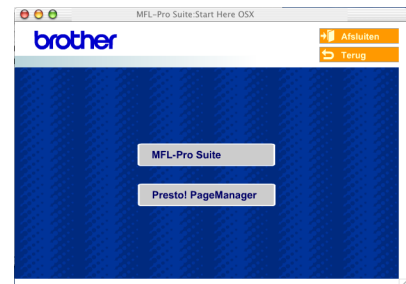 MFL-Pro Suite:Start Here OSX
brother
Afsluiten
Terug
MFL-Pro Suite
Presto! PageManager